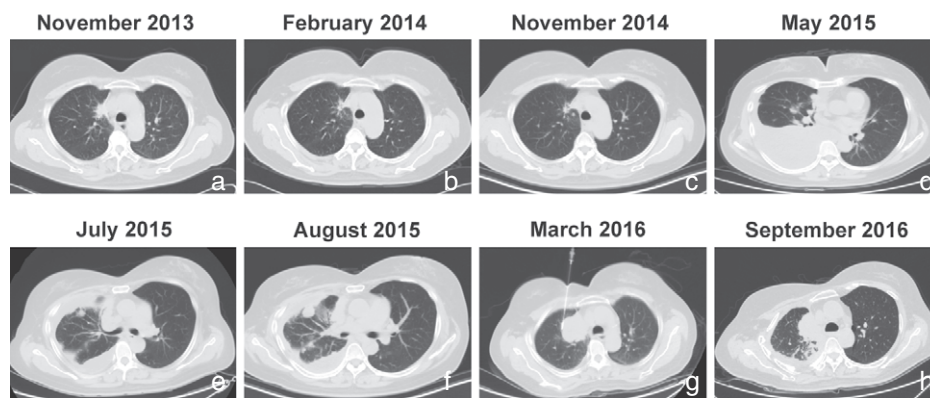 November 2013 February 2014 November 2014 May 2015
a b c d
July 2015 August 2015 March 2016 September 2016
e f g h